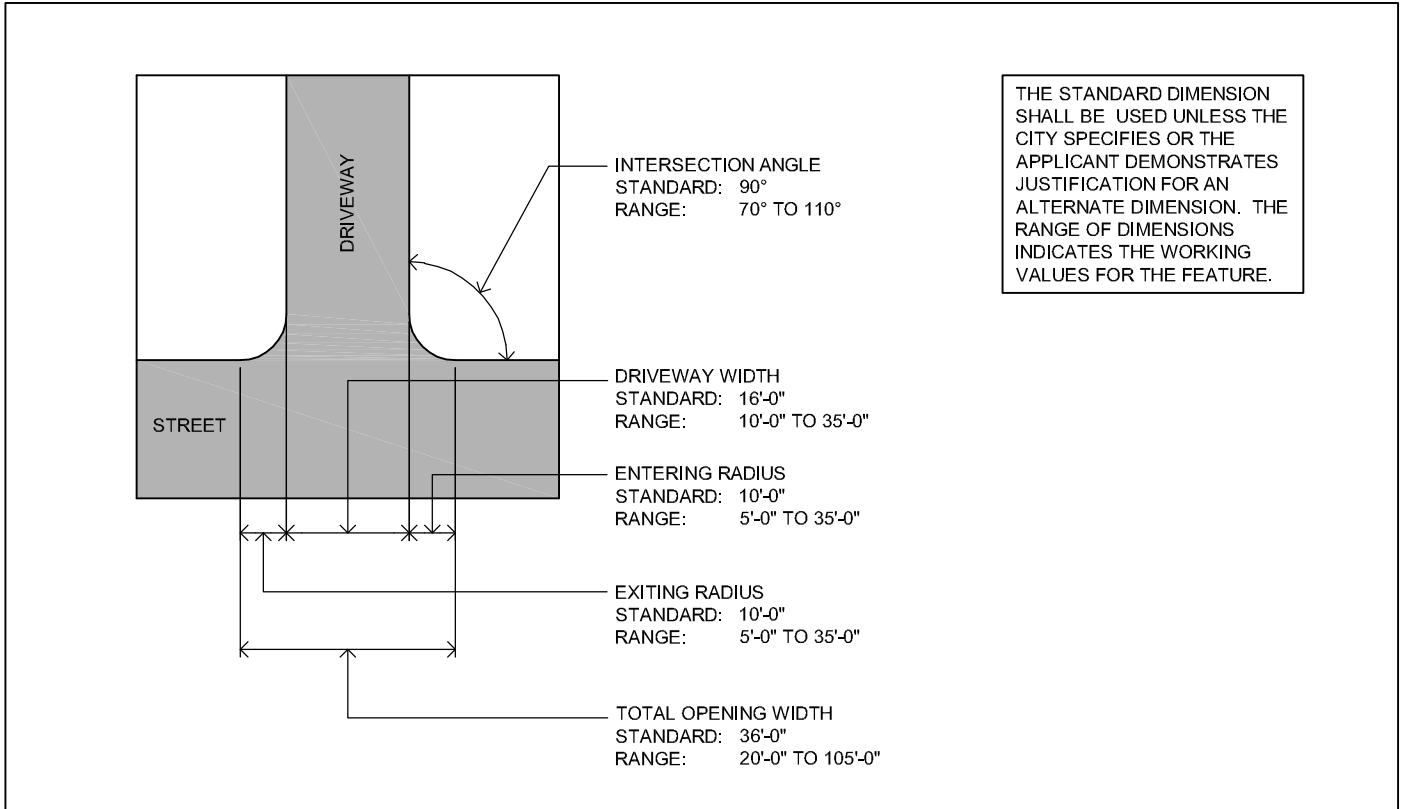 DRIVEWAY
STREET
INTERSECTION ANGLE
STANDARD: 90°
RANGE: 70° TO 110°
DRIVEWAY WIDTH
STANDARD: 16'-0"
RANGE: 10'-0" TO 35'-0"
ENTERING RADIUS
STANDARD: 10'-0"
RANGE: 5'-0" TO 35'-0"
EXITING RADIUS
STANDARD: 10'-0"
RANGE: 5'-0" TO 35'-0"
TOTAL OPENING WIDTH
STANDARD: 36'-0"
RANGE: 20'-0" TO 105'-0"
THE STANDARD DIMENSION
SHALL BE USED UNLESS THE
CITY SPECIFIES OR THE
APPLICANT DEMONSTRATES
JUSTIFICATION FOR AN
ALTERNATE DIMENSION. THE
RANGE OF DIMENSIONS
INDICATES THE WORKING
VALUES FOR THE FEATURE.